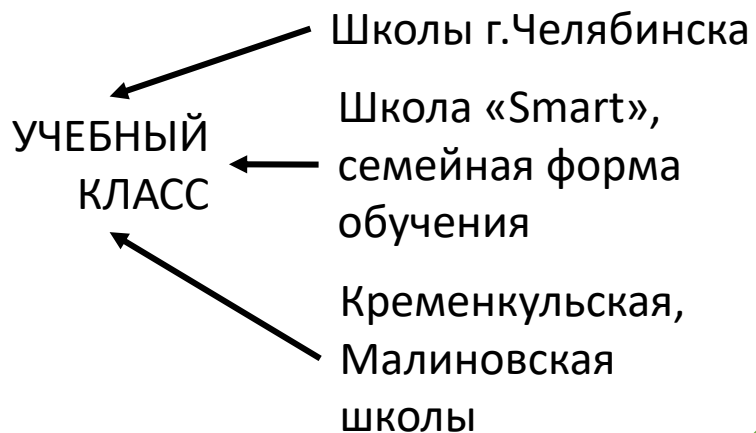 Школы г.Челябинска
УЧЕБНЫЙ
КЛАСС
Школа «Smart»,
семейная форма
обучения
Кременкульская,
Малиновская
школы